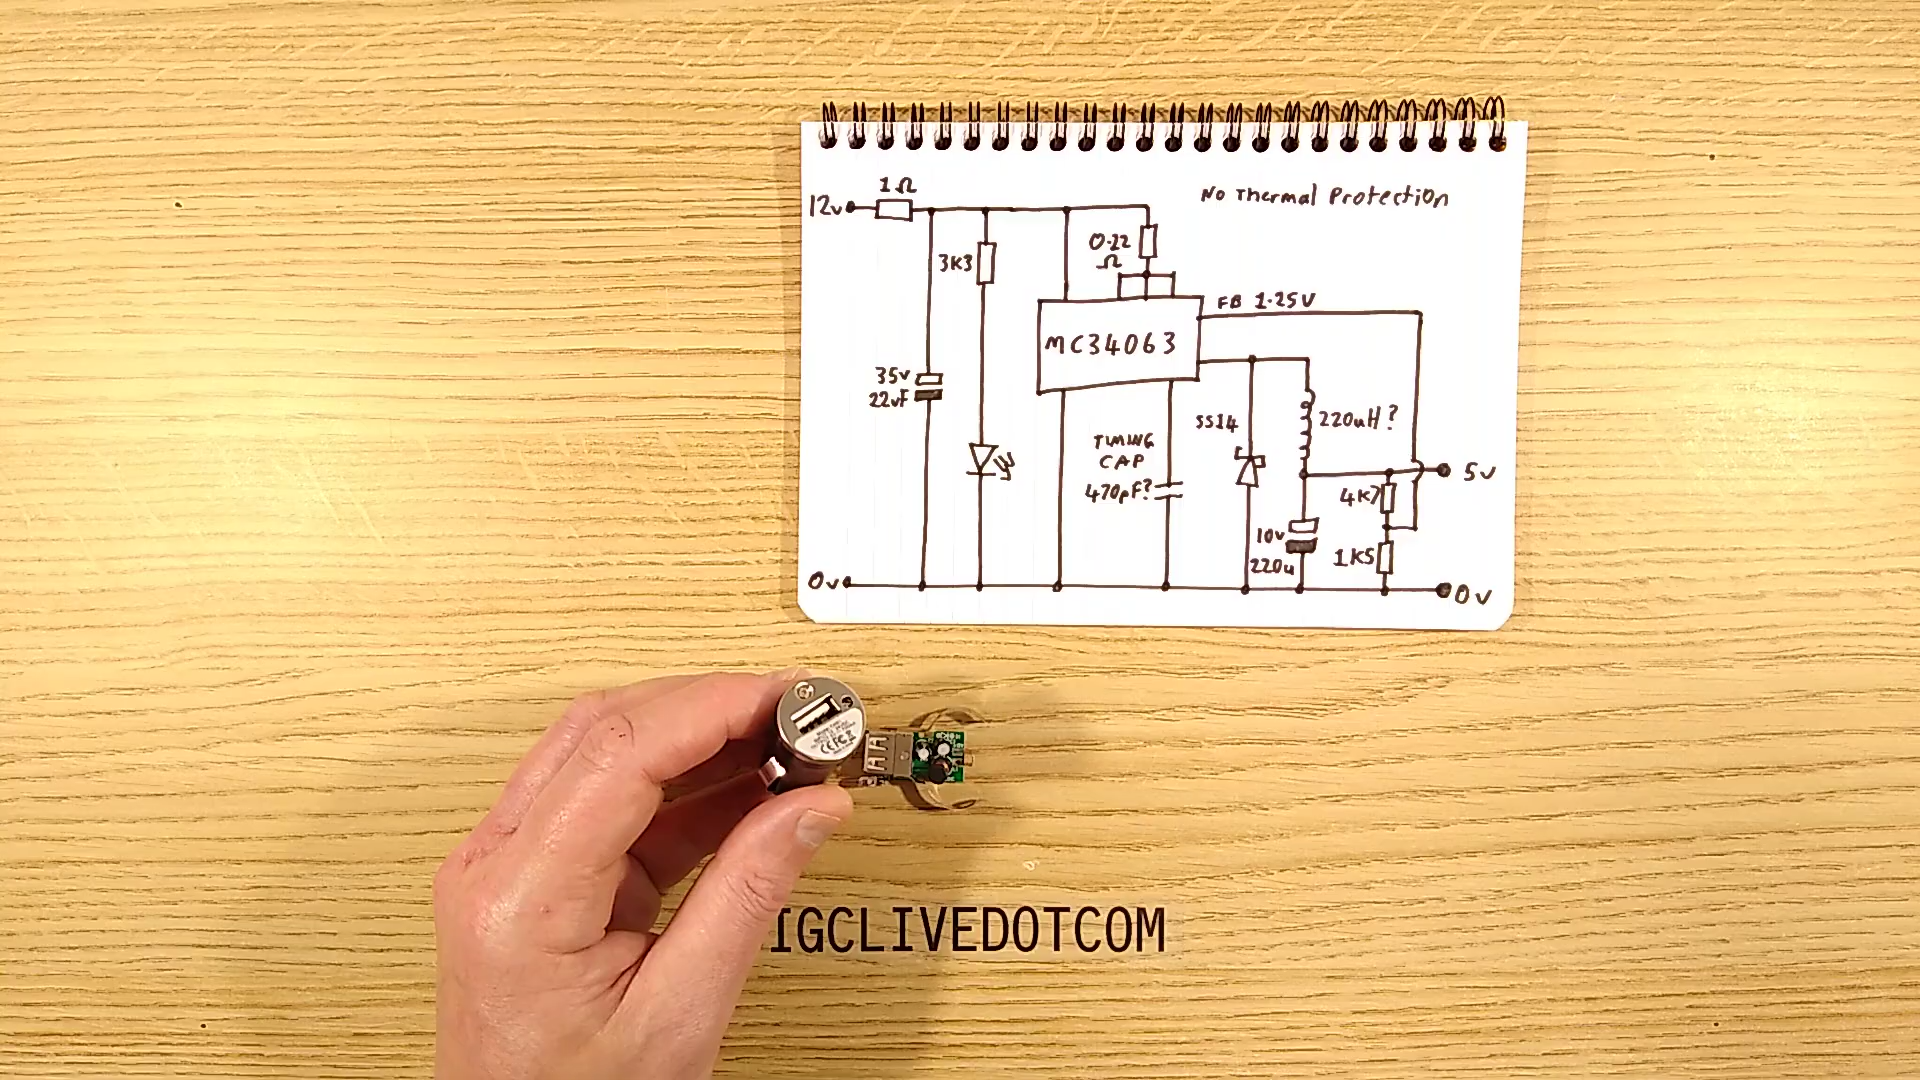 No Thermal Protection
1Ω
12v
3K3
0.22
Ω
FB 1.25V
MC34063
35v
22uF
SS14
220uH?
TIMING
CAP
470pF?
5v
4K7
10v
220u
1K5
0v
0v
IGCLIVEDOTCOM